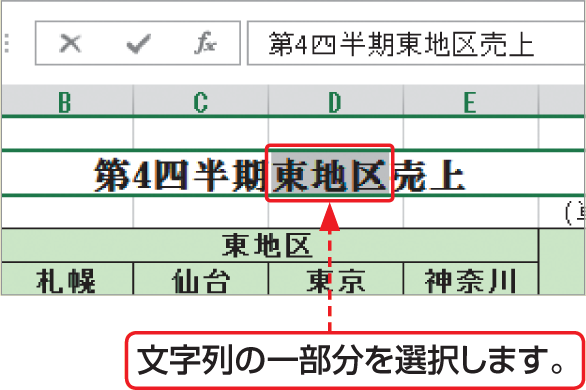 fx 第4四半期東地区売上
B C D E
第4四半期東地区売上
東地区
札幌 仙台 東京 神奈川
文字列の一部分を選択します。